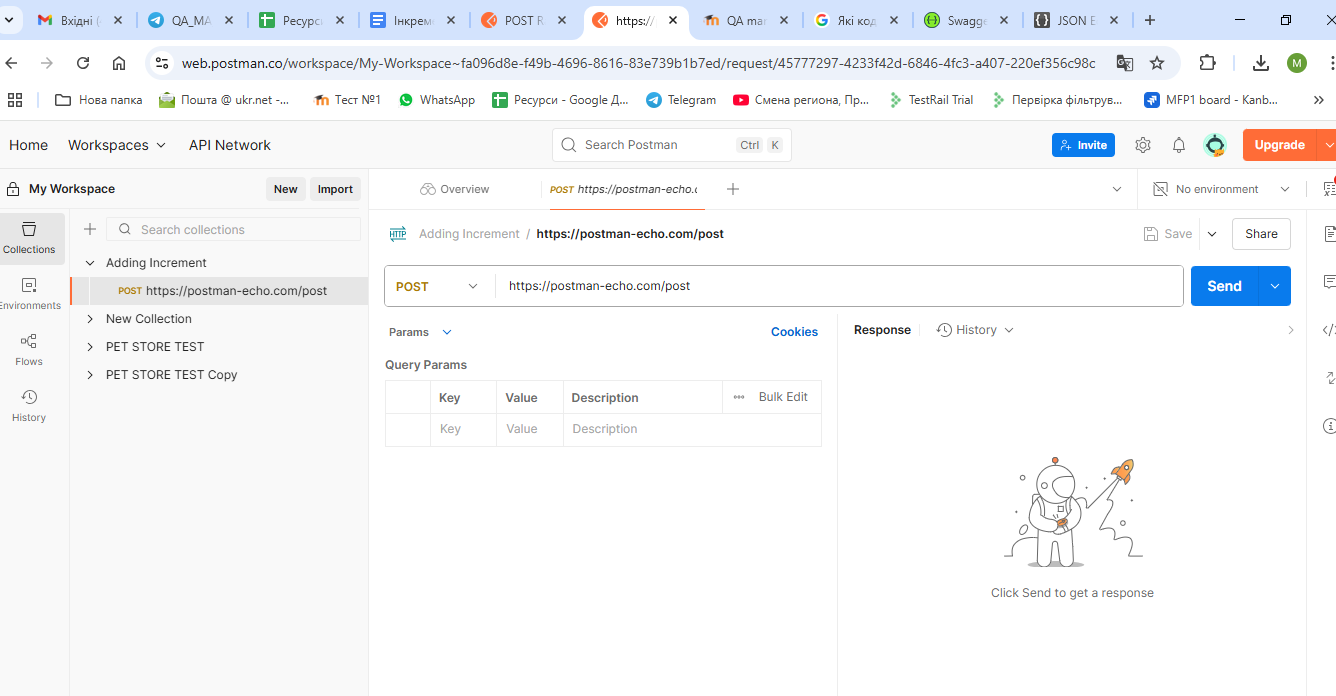 Вхідні (
QA_MA
Ресурс
Інкрем
POST R
https:/
QA mar
Які код
Swagge
JSON E
web.postman.co/workspace/My-Workspace~fa096d8e-f49b-4696-8616-83e739b1b7ed/request/45777297-4233f42d-6846-4fc3-a407-220ef356c98c
M
Нова папка
Пошта @ ukr.net -...
Тест №1
WhatsApp
Ресурси - Google Д...
Telegram
Смена региона, Пр...
TestRail Trial
Первірка фільтрув...
MFP1 board - Kanb...
Home
Workspaces
API Network
Search Postman
Ctrl
K
Invite
Upgrade
My Workspace
New
Import
Overview
POST https://postman-echo.c
No environment
Collections
Environments
Flows
History
Search collections
Adding Increment
POST https://postman-echo.com/post
New Collection
PET STORE TEST
PET STORE TEST Copy
HTTP
Adding Increment / https://postman-echo.com/post
Save
Share
POST
https://postman-echo.com/post
Send
Params
Cookies
Query Params
Key
Value
Description
Bulk Edit
Key
Value
Description
Response
History
Click Send to get a response